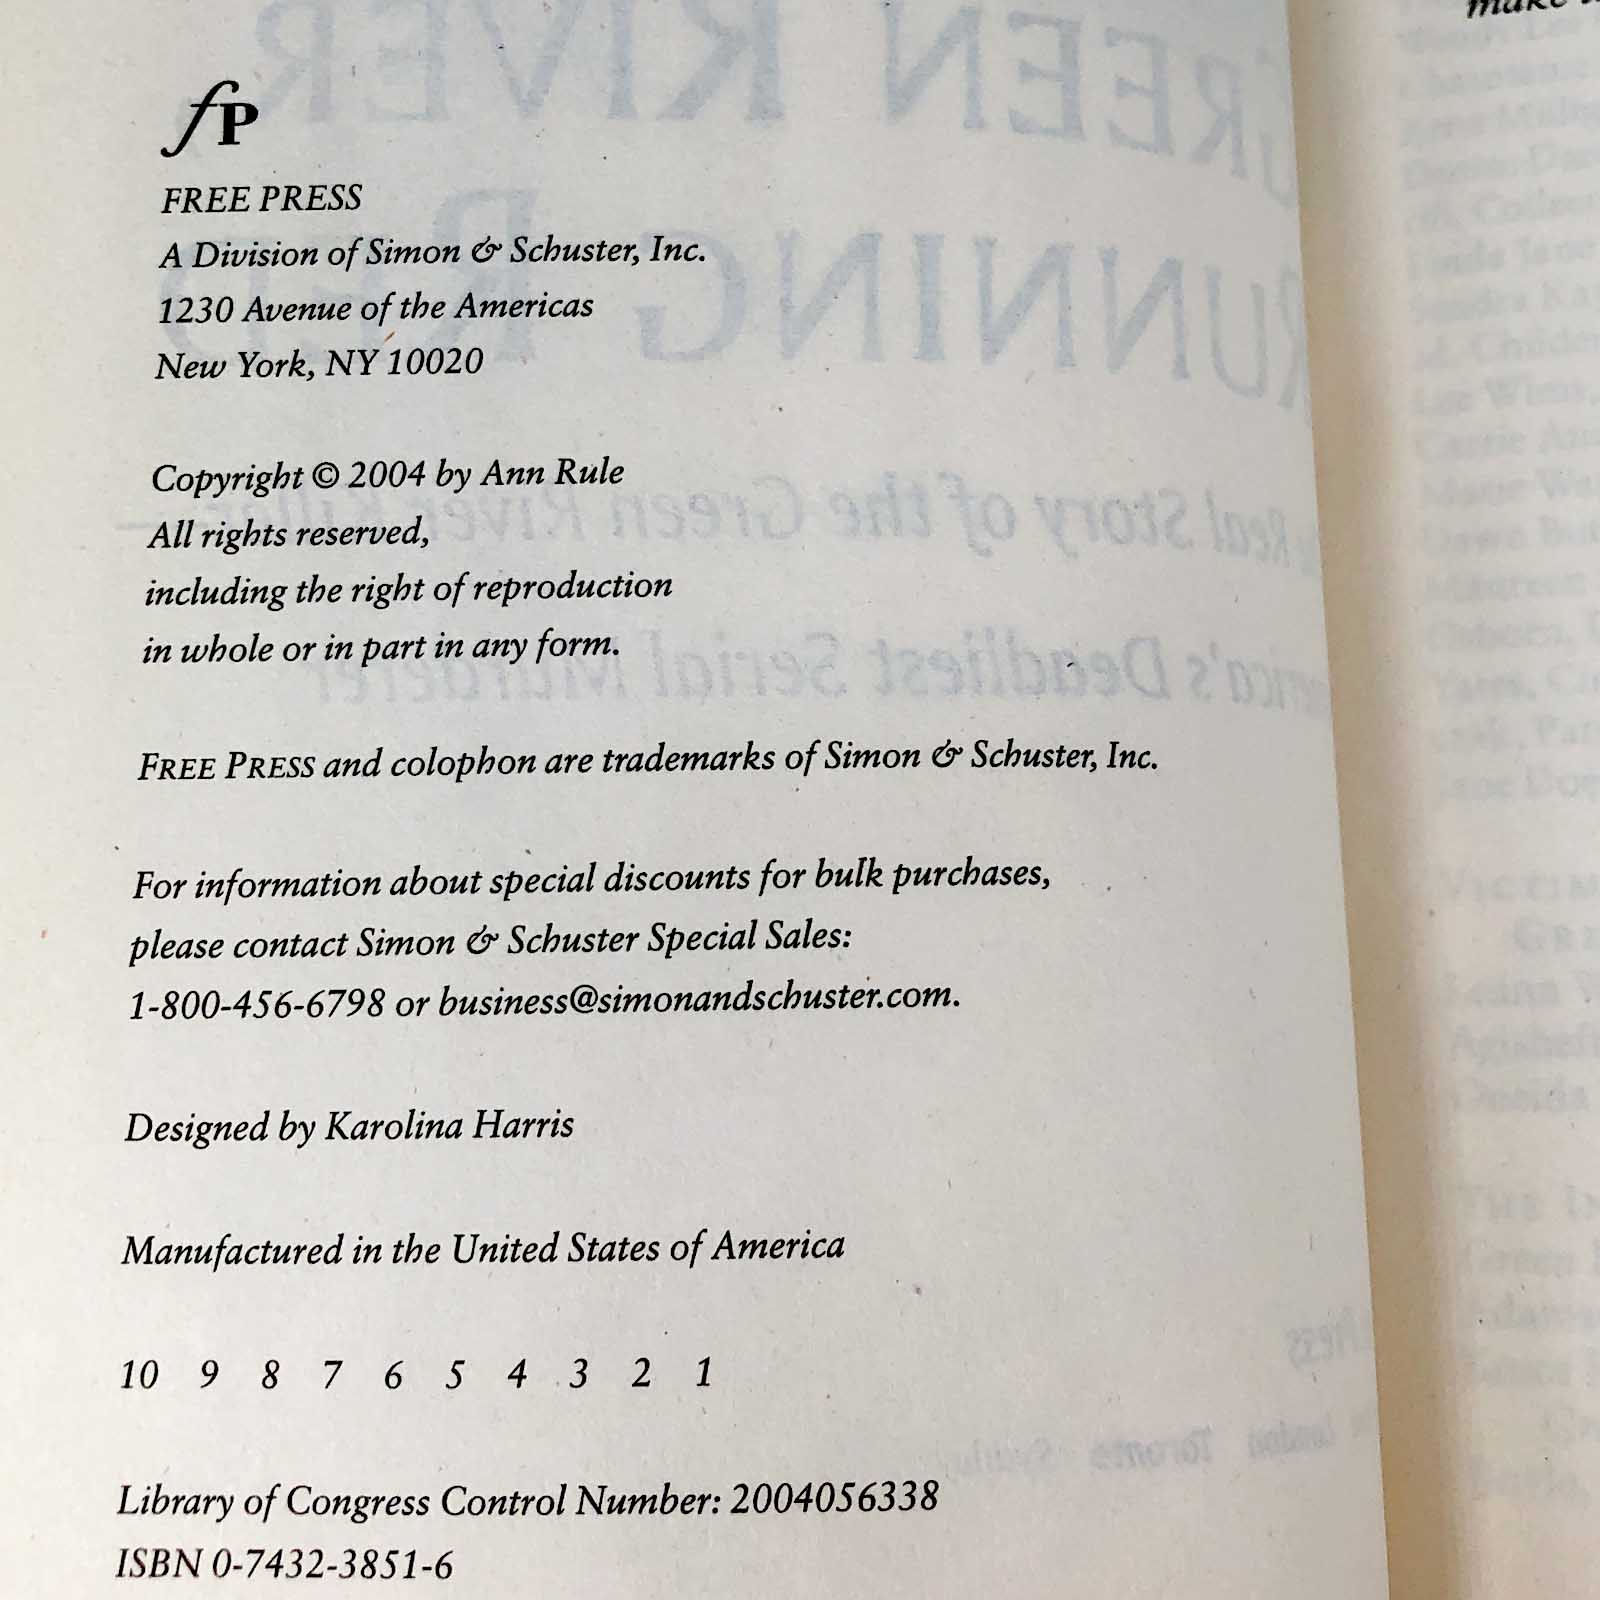 fP
FREE PRESS
A Division of Simon & Schuster, Inc.
1230 Avenue of the Americas
New York, NY 10020
Copyright © 2004 by Ann Rule
All rights reserved,
including the right of reproduction
in whole or in part in any form.
FREE PRESS and colophon are trademarks of Simon & Schuster, Inc.
For information about special discounts for bulk purchases,
please contact Simon & Schuster Special Sales:
1-800-456-6798 or business@simonandschuster.com.
Designed by Karolina Harris
Manufactured in the United States of America
10 9 8 7 6 5 4 3 2 1
Library of Congress Control Number: 2004056338
ISBN 0-7432-3851-6
make